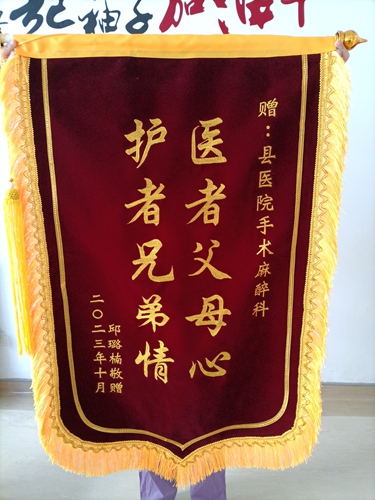 赠：县医院手术麻醉科
医者父母心
护者兄弟情
邱璐楠敬赠
二〇二三年十月